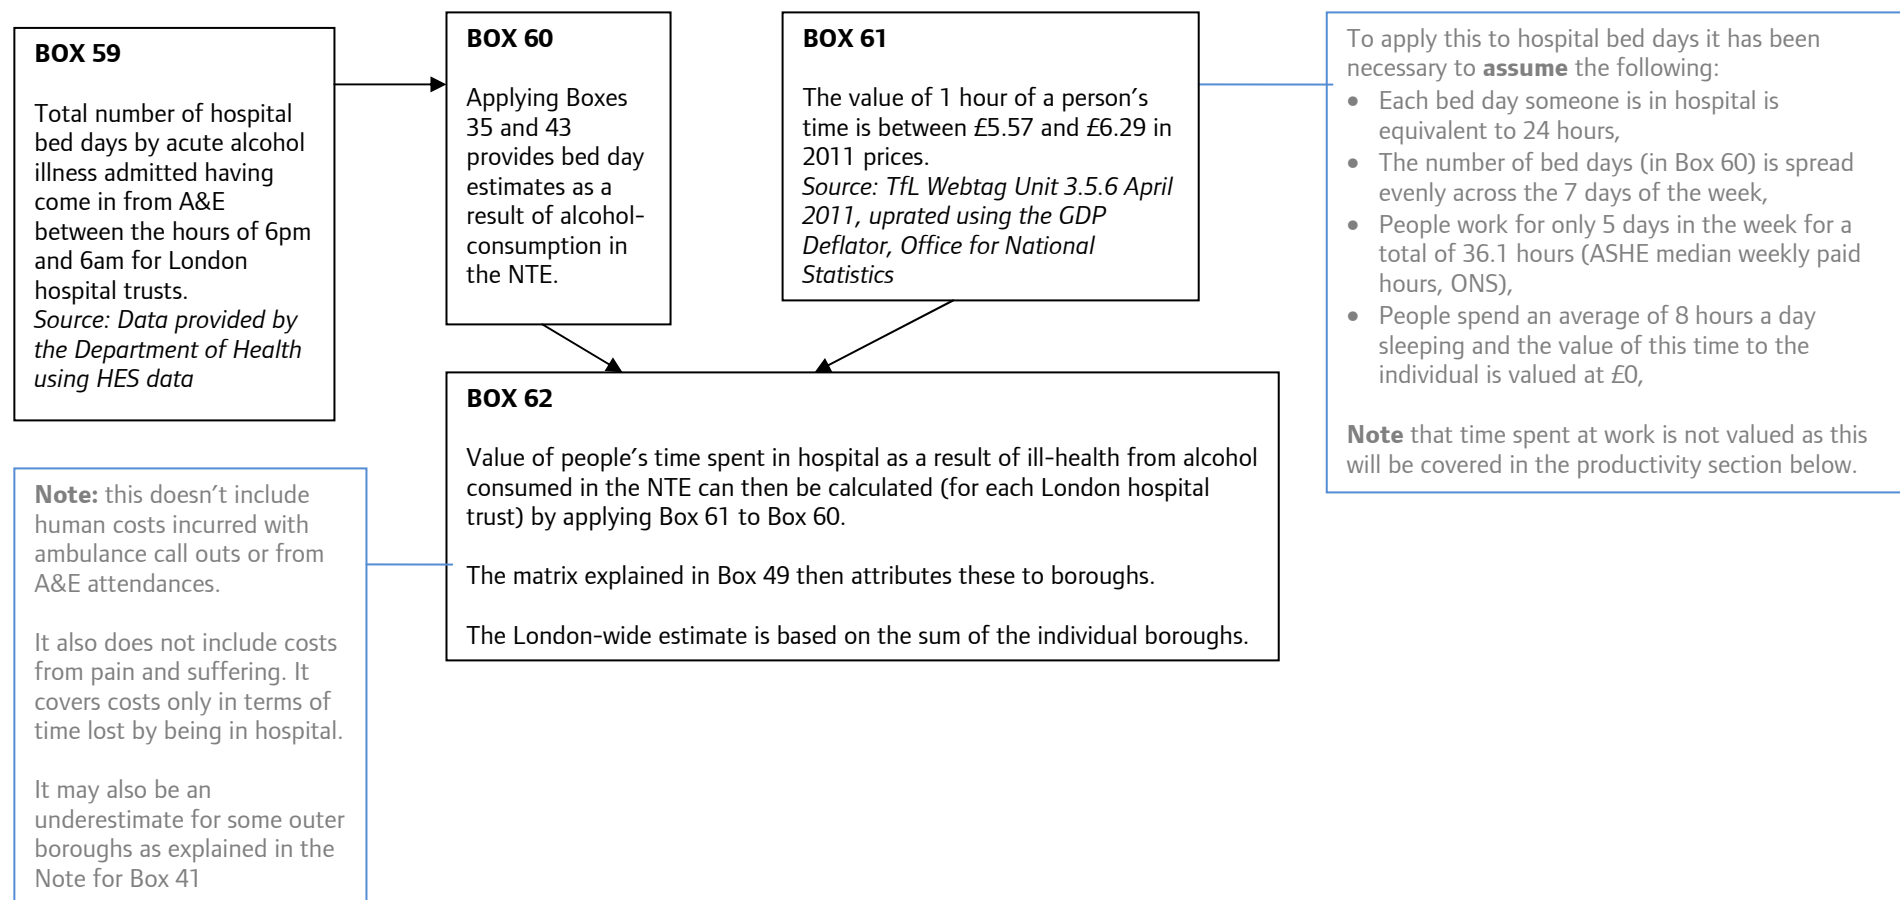 BOX 59
Total number of hospital
bed days by acute alcohol
illness admitted having
come in from A&E
between the hours of 6pm
and 6am for London
hospital trusts.
Source: Data provided by
the Department of Health
using HES data
BOX 60
Applying Boxes
35 and 43
provides bed day
estimates as a
result of alcohol-
consumption in
the NTE.
BOX 61
The value of 1 hour of a person's
time is between £5.57 and £6.29 in
2011 prices.
Source: TfL Webtag Unit 3.5.6 April
2011, uprated using the GDP
Deflator, Office for National
Statistics
To apply this to hospital bed days it has been
necessary to assume the following:
• Each bed day someone is in hospital is
equivalent to 24 hours,
• The number of bed days (in Box 60) is spread
evenly across the 7 days of the week,
• People work for only 5 days in the week for a
total of 36.1 hours (ASHE median weekly paid
hours, ONS),
• People spend an average of 8 hours a day
sleeping and the value of this time to the
individual is valued at £0,
Note that time spent at work is not valued as this
will be covered in the productivity section below.
BOX 62
Value of people's time spent in hospital as a result of ill-health from alcohol
consumed in the NTE can then be calculated (for each London hospital
trust) by applying Box 61 to Box 60.
The matrix explained in Box 49 then attributes these to boroughs.
The London-wide estimate is based on the sum of the individual boroughs.
Note: this doesn't include
human costs incurred with
ambulance call outs or from
A&E attendances.
It also does not include costs
from pain and suffering. It
covers costs only in terms of
time lost by being in hospital.
It may also be an
underestimate for some outer
boroughs as explained in the
Note for Box 41